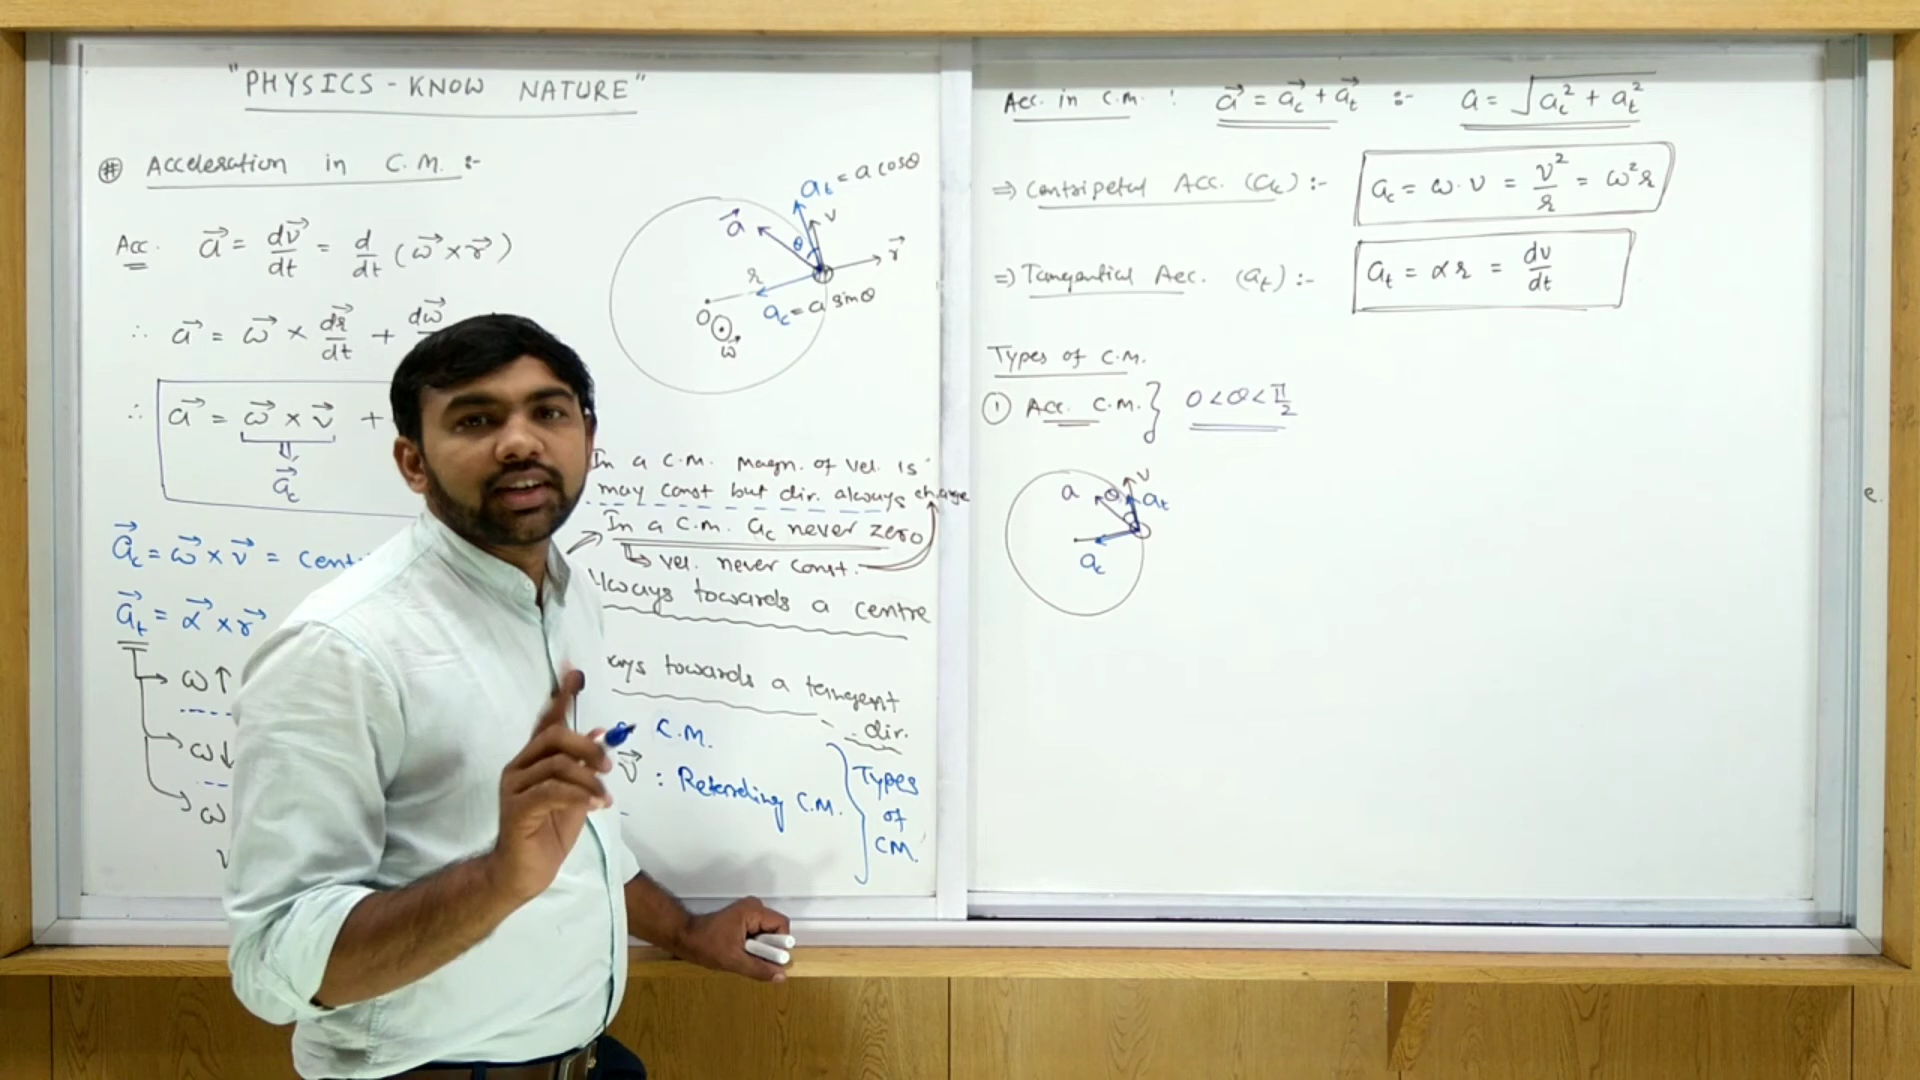 "PHYSICS - KNOW NATURE"
# Acceleration in C.M. :-
Acc. a⃗ = dv⃗/dt = d/dt (ω⃗ × r⃗)
∴ a⃗ = ω⃗ × dr⃗/dt + dω⃗
∴ a⃗ = ω⃗ × v⃗ +
⇓
a⃗c
a⃗c = ω⃗ × v⃗ = cent
a⃗t = α⃗ × r⃗
ω↑
ω↓
ω
at = a cosθ
a⃗
v
θ
r
r⃗
ac = a sinθ
O
ω⃗
In a C.M. Magn. of vel. is
may const but dir. always change
In a C.M. ac never zero
↳ vel. never const.
lways towards a centre
ays towards a tangent
dir.
C.M.
v⃗ : Retarding C.M.
Types
of
CM.
Acc. in C.M. : a⃗ = a⃗c + a⃗t :- a = √ac² + at²
⇒ Centripetal Acc. (ac) :- ac = ω·v = v²/r = ω²r
⇒ Tangential Acc. (at) :- at = αr = dv/dt
Types of C.M.
① Acc. C.M. } 0<θ<π/2
v
a
θ
at
ac
e.